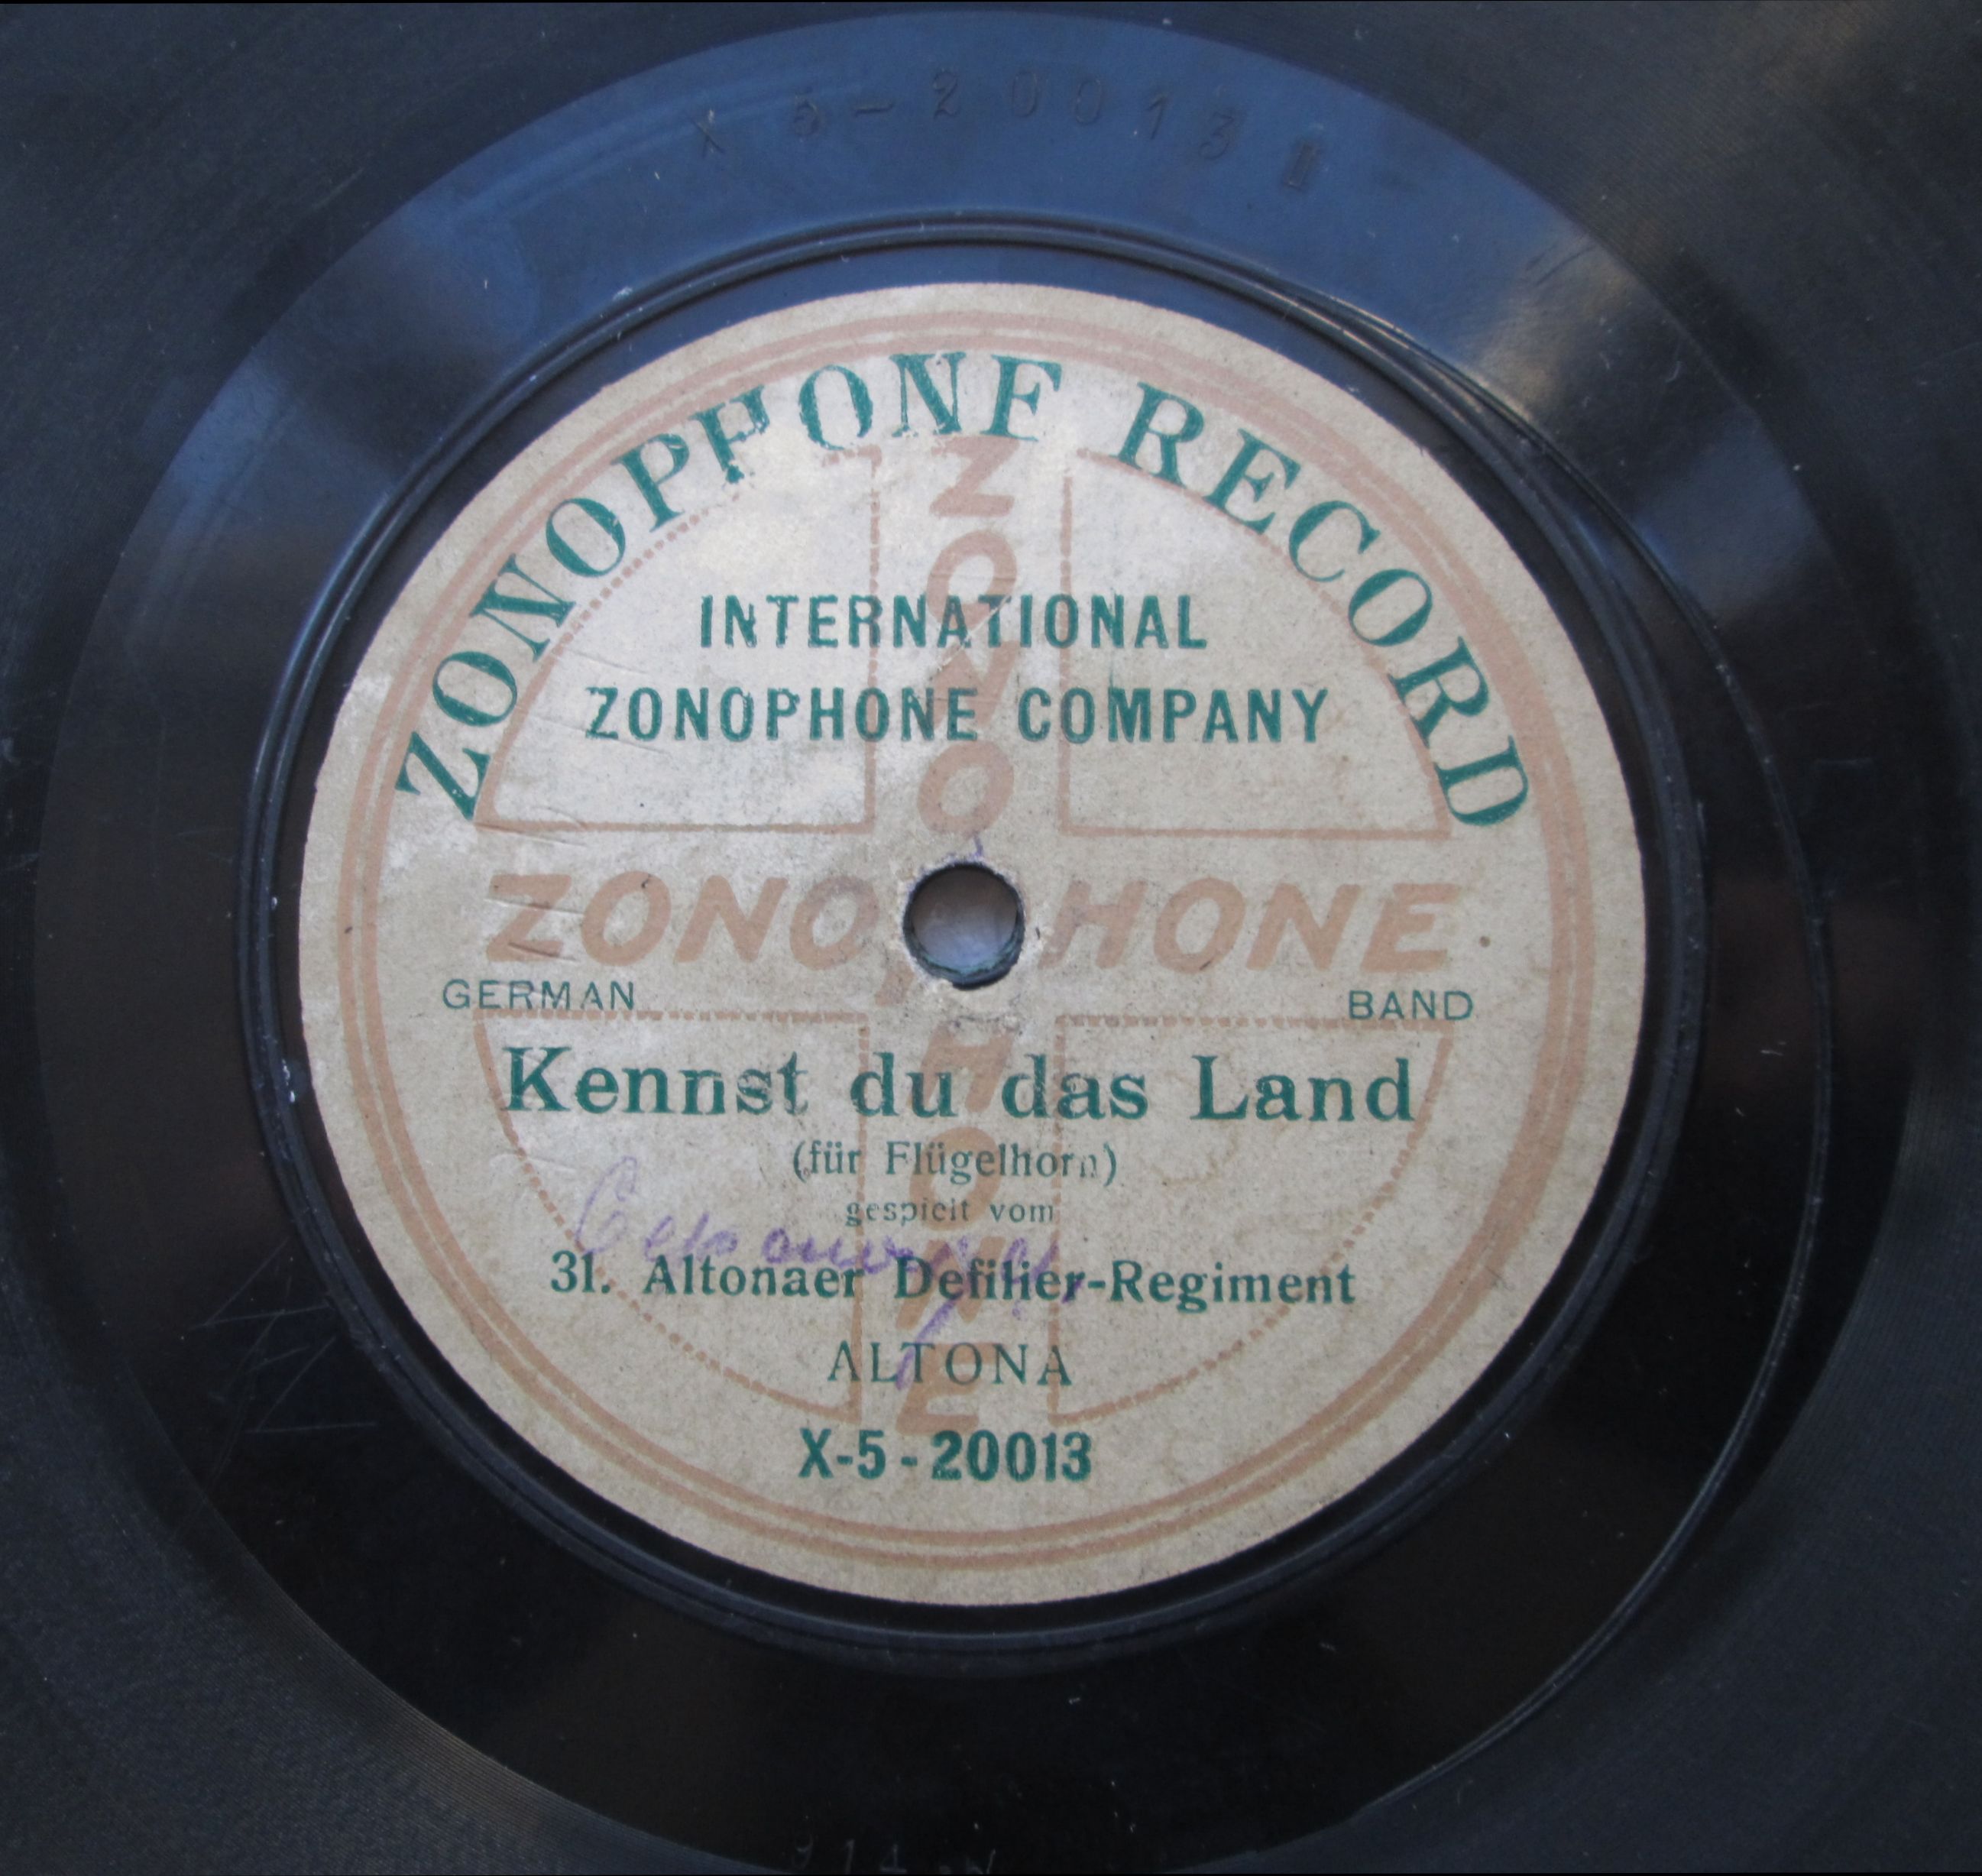 X 5-20013 I
ZONOPHONE RECORD
ZONOPHONE
INTERNATIONAL
ZONOPHONE COMPANY
ZONOPHONE
GERMAN BAND
Kennst du das Land
(für Flügelhorn)
gespielt vom
31. Altonaer Defilier-Regiment
ALTONA
X-5-20013